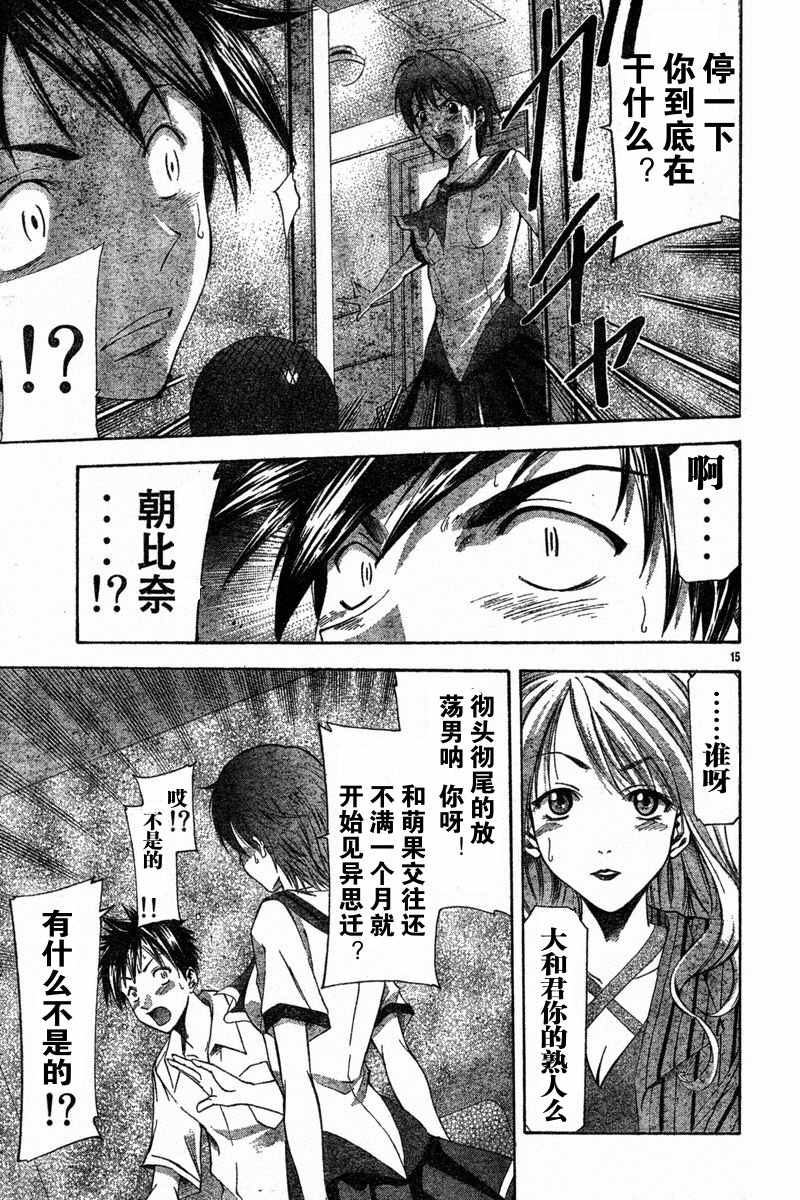 停一下
你到底在
干什么?
!?
啊
····
朝比奈
····
!?
15
……谁呀
大和君你的熟人么
彻头彻尾的放
荡男呐 你呀!
和萌果交往还
不满一个月就
开始见异思迁
?
哎!?
不是的
!!
有什么不是的!?